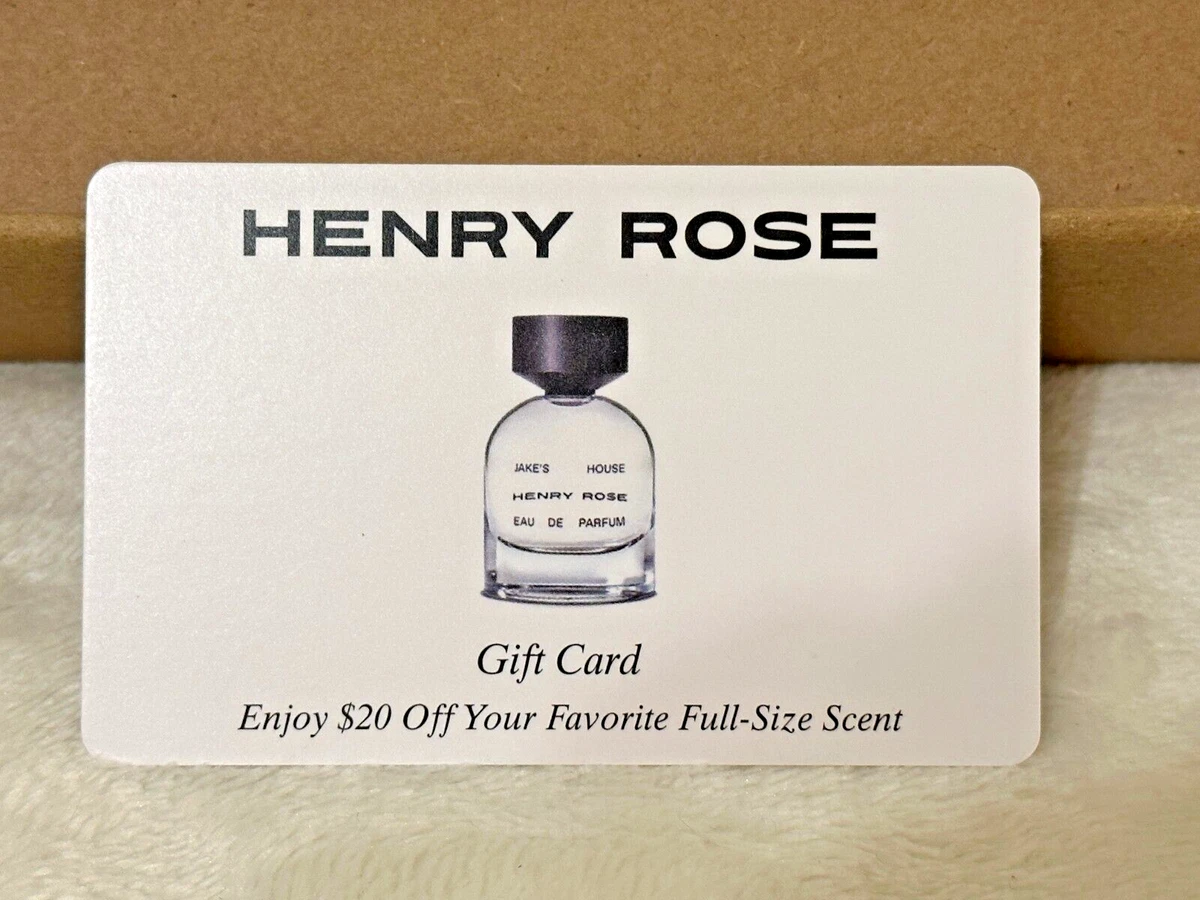 HENRY ROSE
JAKE'S HOUSE
HENRY ROSE
EAU DE PARFUM
Gift Card
Enjoy $20 Off Your Favorite Full-Size Scent